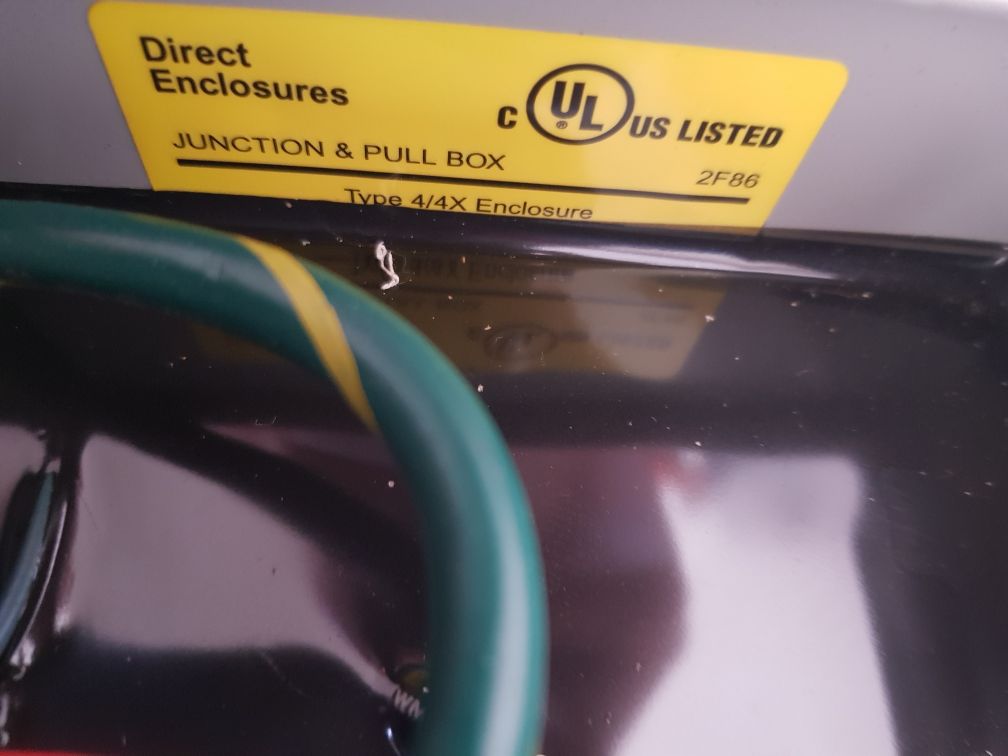 Direct
Enclosures
C UL® US LISTED
JUNCTION & PULL BOX
2F86
Type 4/4X Enclosure